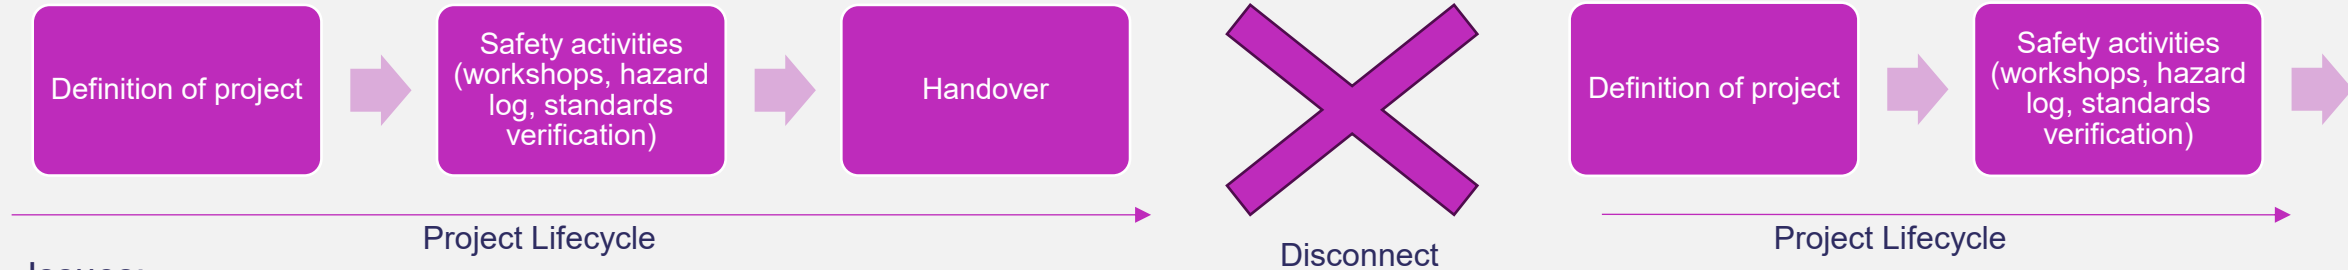 Definition of project
Safety activities
(workshops, hazard
log, standards
verification)
Handover
Definition of project
Safety activities
(workshops, hazard
log, standards
verification)
Project Lifecycle
Disconnect
Project Lifecycle